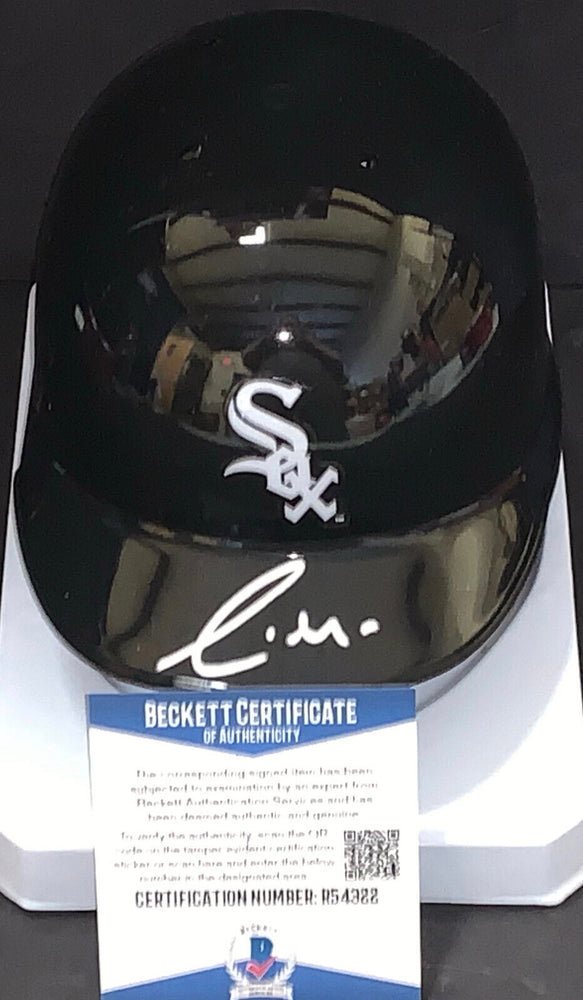 Sox
BECKETT CERTIFICATE
OF AUTHENTICITY
The corresponding signed item has been
subjected to examination by an expert from
Beckett Authentication Services and has
been deemed authentic and genuine
To verify the authenticity, scan the QR
code on the tamper evident certification
sticker or scan here and enter the below
number in the designated area
CERTIFICATION NUMBER: R54322
Beckett
B